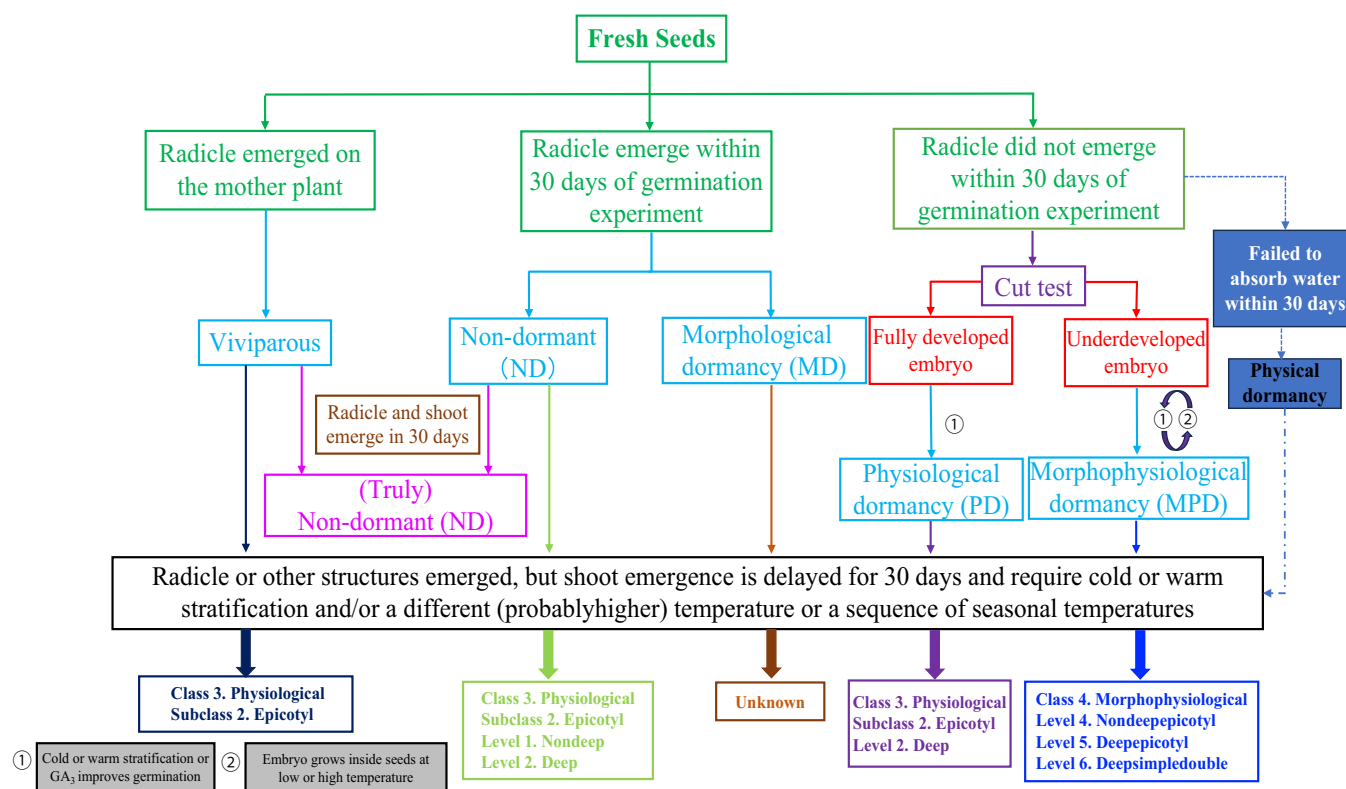 Fresh Seeds
Radicle emerged on
the mother plant
Radicle emerge within
30 days of germination
experiment
Radicle did not emerge
within 30 days of
germination experiment
Failed to
absorb water
within 30 days
Cut test
Viviparous
Non-dormant
（ND）
Morphological
dormancy (MD)
Fully developed
embryo
Underdeveloped
embryo
Physical
dormancy
Radicle and shoot
emerge in 30 days
①
① ②
(Truly)
Non-dormant (ND)
Physiological
dormancy (PD)
Morphophysiological
dormancy (MPD)
Radicle or other structures emerged, but shoot emergence is delayed for 30 days and require cold or warm
stratification and/or a different (probablyhigher) temperature or a sequence of seasonal temperatures
Class 3. Physiological
Subclass 2. Epicotyl
Class 3. Physiological
Subclass 2. Epicotyl
Level 1. Nondeep
Level 2. Deep
Unknown
Class 3. Physiological
Subclass 2. Epicotyl
Level 2. Deep
Class 4. Morphophysiological
Level 4. Nondeepepicotyl
Level 5. Deepepicotyl
Level 6. Deepsimpledouble
① Cold or warm stratification or
GA₃ improves germination
② Embryo grows inside seeds at
low or high temperature